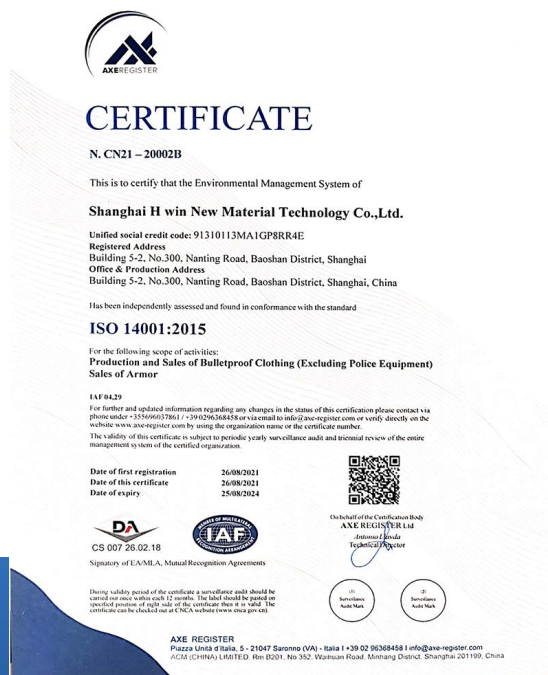 AXEREGISTER
CERTIFICATE
N. CN21 – 20002B
This is to certify that the Environmental Management System of
Shanghai H win New Material Technology Co.,Ltd.
Unified social credit code: 91310113MA1GP8RR4E
Registered Address
Building 5-2, No.300, Nanting Road, Baoshan District, Shanghai
Office & Production Address
Building 5-2, No.300, Nanting Road, Baoshan District, Shanghai, China
Has been independently assessed and found in conformance with the standard
ISO 14001:2015
For the following scope of activities:
Production and Sales of Bulletproof Clothing (Excluding Police Equipment)
Sales of Armor
IAF 04,29
For further and updated information regarding any changes in the status of this certification please contact via
phone under +355696037861 / +39 0296368458 or via email to info@axe-register.com or verify directly on the
website www.axe-register.com by using the organization name or the certificate number.
The validity of this certificate is subject to periodic yearly surveillance audit and triennial review of the entire
management system of the certified organization.
Date of first registration 26/08/2021
Date of this certificate 26/08/2021
Date of expiry 25/08/2024
On behalf of the Certification Body
AXE REGISTER Ltd
Antonio
Technical Director
DA
CS 007 26.02.18
MEMBER OF MULTILATERAL
IAF
RECOGNITION ARRANGEMENT
Signatory of EA/MLA, Mutual Recognition Agreements
During validity period of the certificate a surveillance audit should be
carried out once within each 12 months. The label should be pasted on
specified position of right side of the certificate then it is valid. The
certificate can be checked out at CNCA website (www.cnca.gov.cn).
(1)
Surveillance
Audit Mark
(2)
Surveillance
Audit Mark
AXE REGISTER
Piazza Unità d'Italia, 5 - 21047 Saronno (VA) - Italia I +39 02 96368458 I info@axe-register.com
ACM (CHINA) LIMITED. Rm B201, No 352, Wainuan Road, Minhang District, Shanghai 201199, China